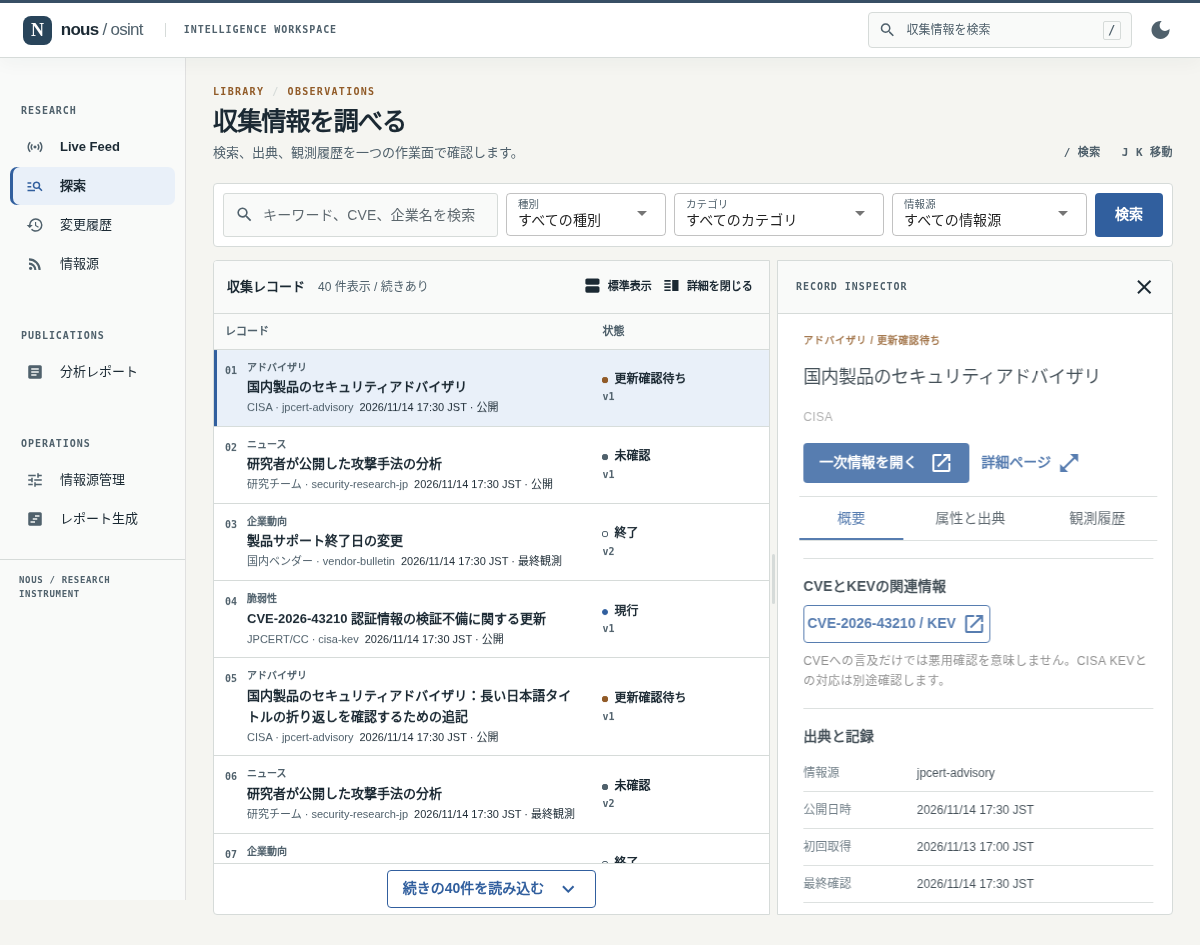 N nous / osint INTELLIGENCE WORKSPACE 収集情報を検索 /
RESEARCH
Live Feed
探索
変更履歴
情報源
PUBLICATIONS
分析レポート
OPERATIONS
情報源管理
レポート生成
NOUS / RESEARCH
INSTRUMENT
LIBRARY / OBSERVATIONS
収集情報を調べる
検索、出典、観測履歴を一つの作業面で確認します。
/ 検索 J K 移動
キーワード、CVE、企業名を検索
種別
すべての種別
カテゴリ
すべてのカテゴリ
情報源
すべての情報源
検索
収集レコード 40 件表示 / 続きあり 標準表示 詳細を閉じる
レコード 状態
01 アドバイザリ
国内製品のセキュリティアドバイザリ
CISA · jpcert-advisory 2026/11/14 17:30 JST · 公開
更新確認待ち
v1
02 ニュース
研究者が公開した攻撃手法の分析
研究チーム · security-research-jp 2026/11/14 17:30 JST · 公開
未確認
v1
03 企業動向
製品サポート終了日の変更
国内ベンダー · vendor-bulletin 2026/11/14 17:30 JST · 最終観測
終了
v2
04 脆弱性
CVE-2026-43210 認証情報の検証不備に関する更新
JPCERT/CC · cisa-kev 2026/11/14 17:30 JST · 公開
現行
v1
05 アドバイザリ
国内製品のセキュリティアドバイザリ：長い日本語タイ
トルの折り返しを確認するための追記
CISA · jpcert-advisory 2026/11/14 17:30 JST · 公開
更新確認待ち
v1
06 ニュース
研究者が公開した攻撃手法の分析
研究チーム · security-research-jp 2026/11/14 17:30 JST · 最終観測
未確認
v2
07 企業動向
終了
続きの40件を読み込む
RECORD INSPECTOR
アドバイザリ / 更新確認待ち
国内製品のセキュリティアドバイザリ
CISA
一次情報を開く 詳細ページ
概要 属性と出典 観測履歴
CVEとKEVの関連情報
CVE-2026-43210 / KEV
CVEへの言及だけでは悪用確認を意味しません。CISA KEVと
の対応は別途確認します。
出典と記録
情報源 jpcert-advisory
公開日時 2026/11/14 17:30 JST
初回取得 2026/11/13 17:00 JST
最終確認 2026/11/14 17:30 JST